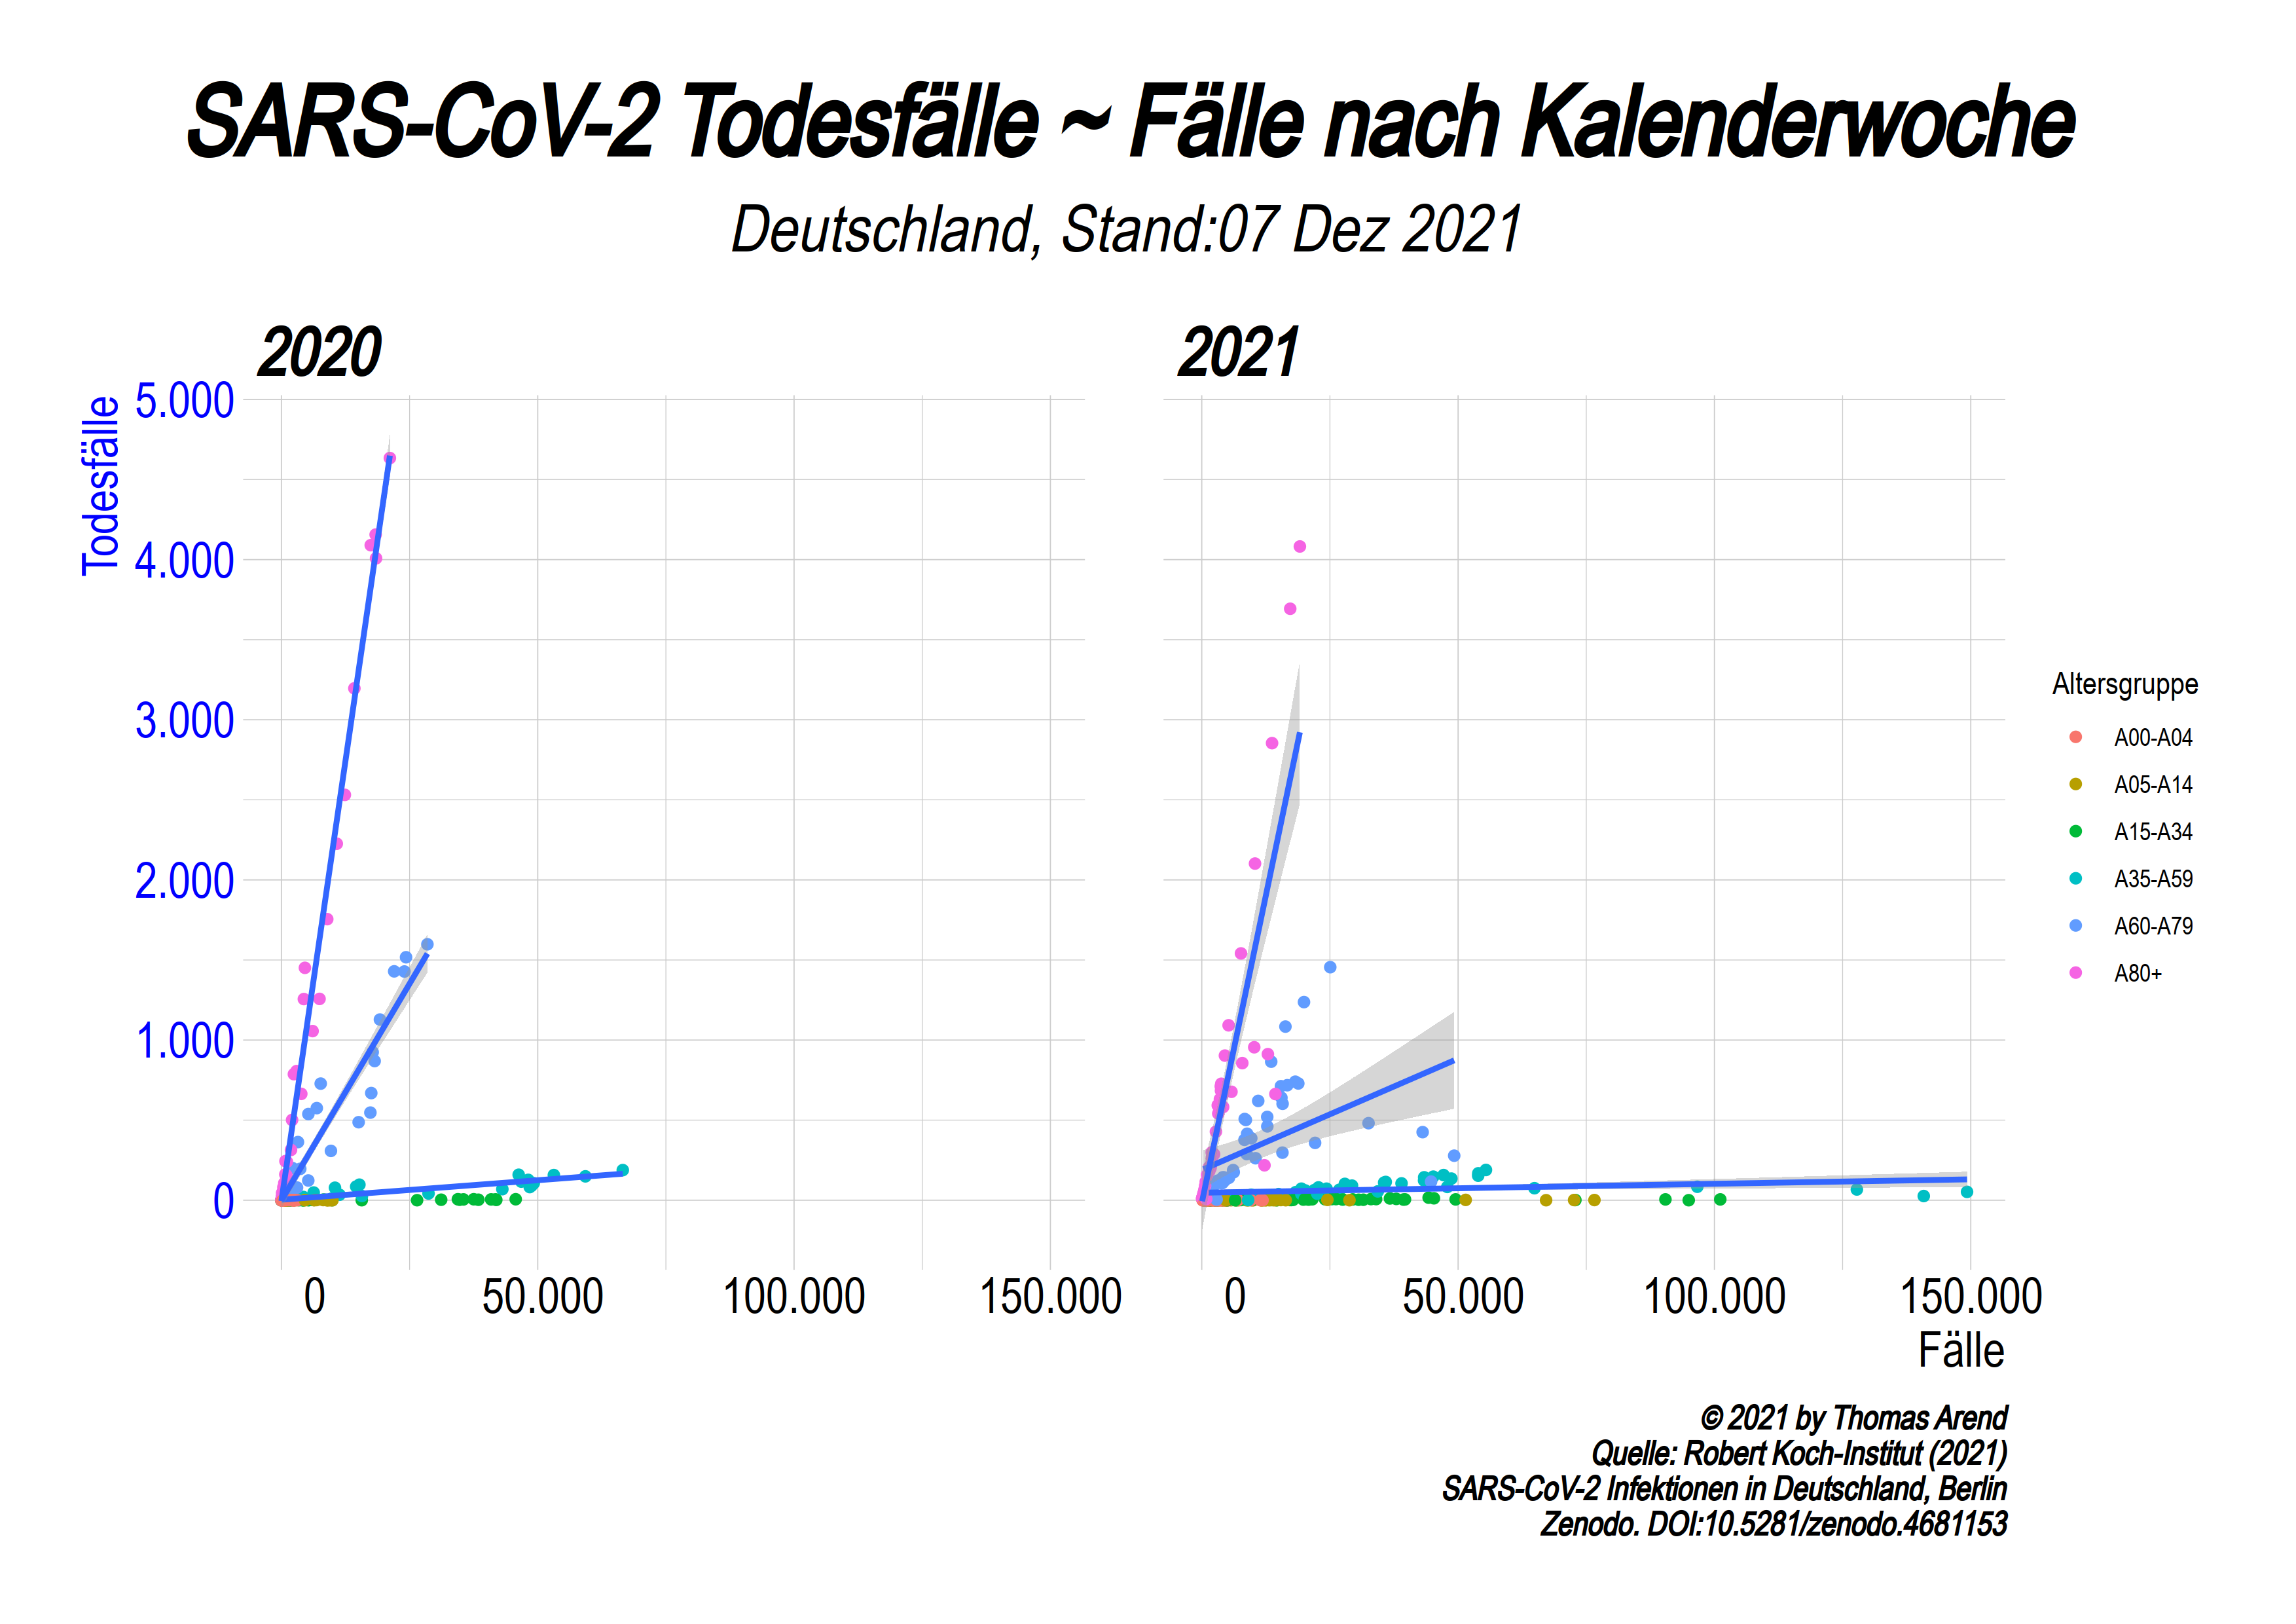 SARS-CoV-2 Todesfälle ~ Fälle nach Kalenderwoche
Deutschland, Stand:07 Dez 2021
2020
2021
Todesfälle
5.000
4.000
3.000
2.000
1.000
0
0 50.000 100.000 150.000
0 50.000 100.000 150.000
Fälle
Altersgruppe
A00-A04
A05-A14
A15-A34
A35-A59
A60-A79
A80+
© 2021 by Thomas Arend
Quelle: Robert Koch-Institut (2021)
SARS-CoV-2 Infektionen in Deutschland, Berlin
Zenodo. DOI:10.5281/zenodo.4681153